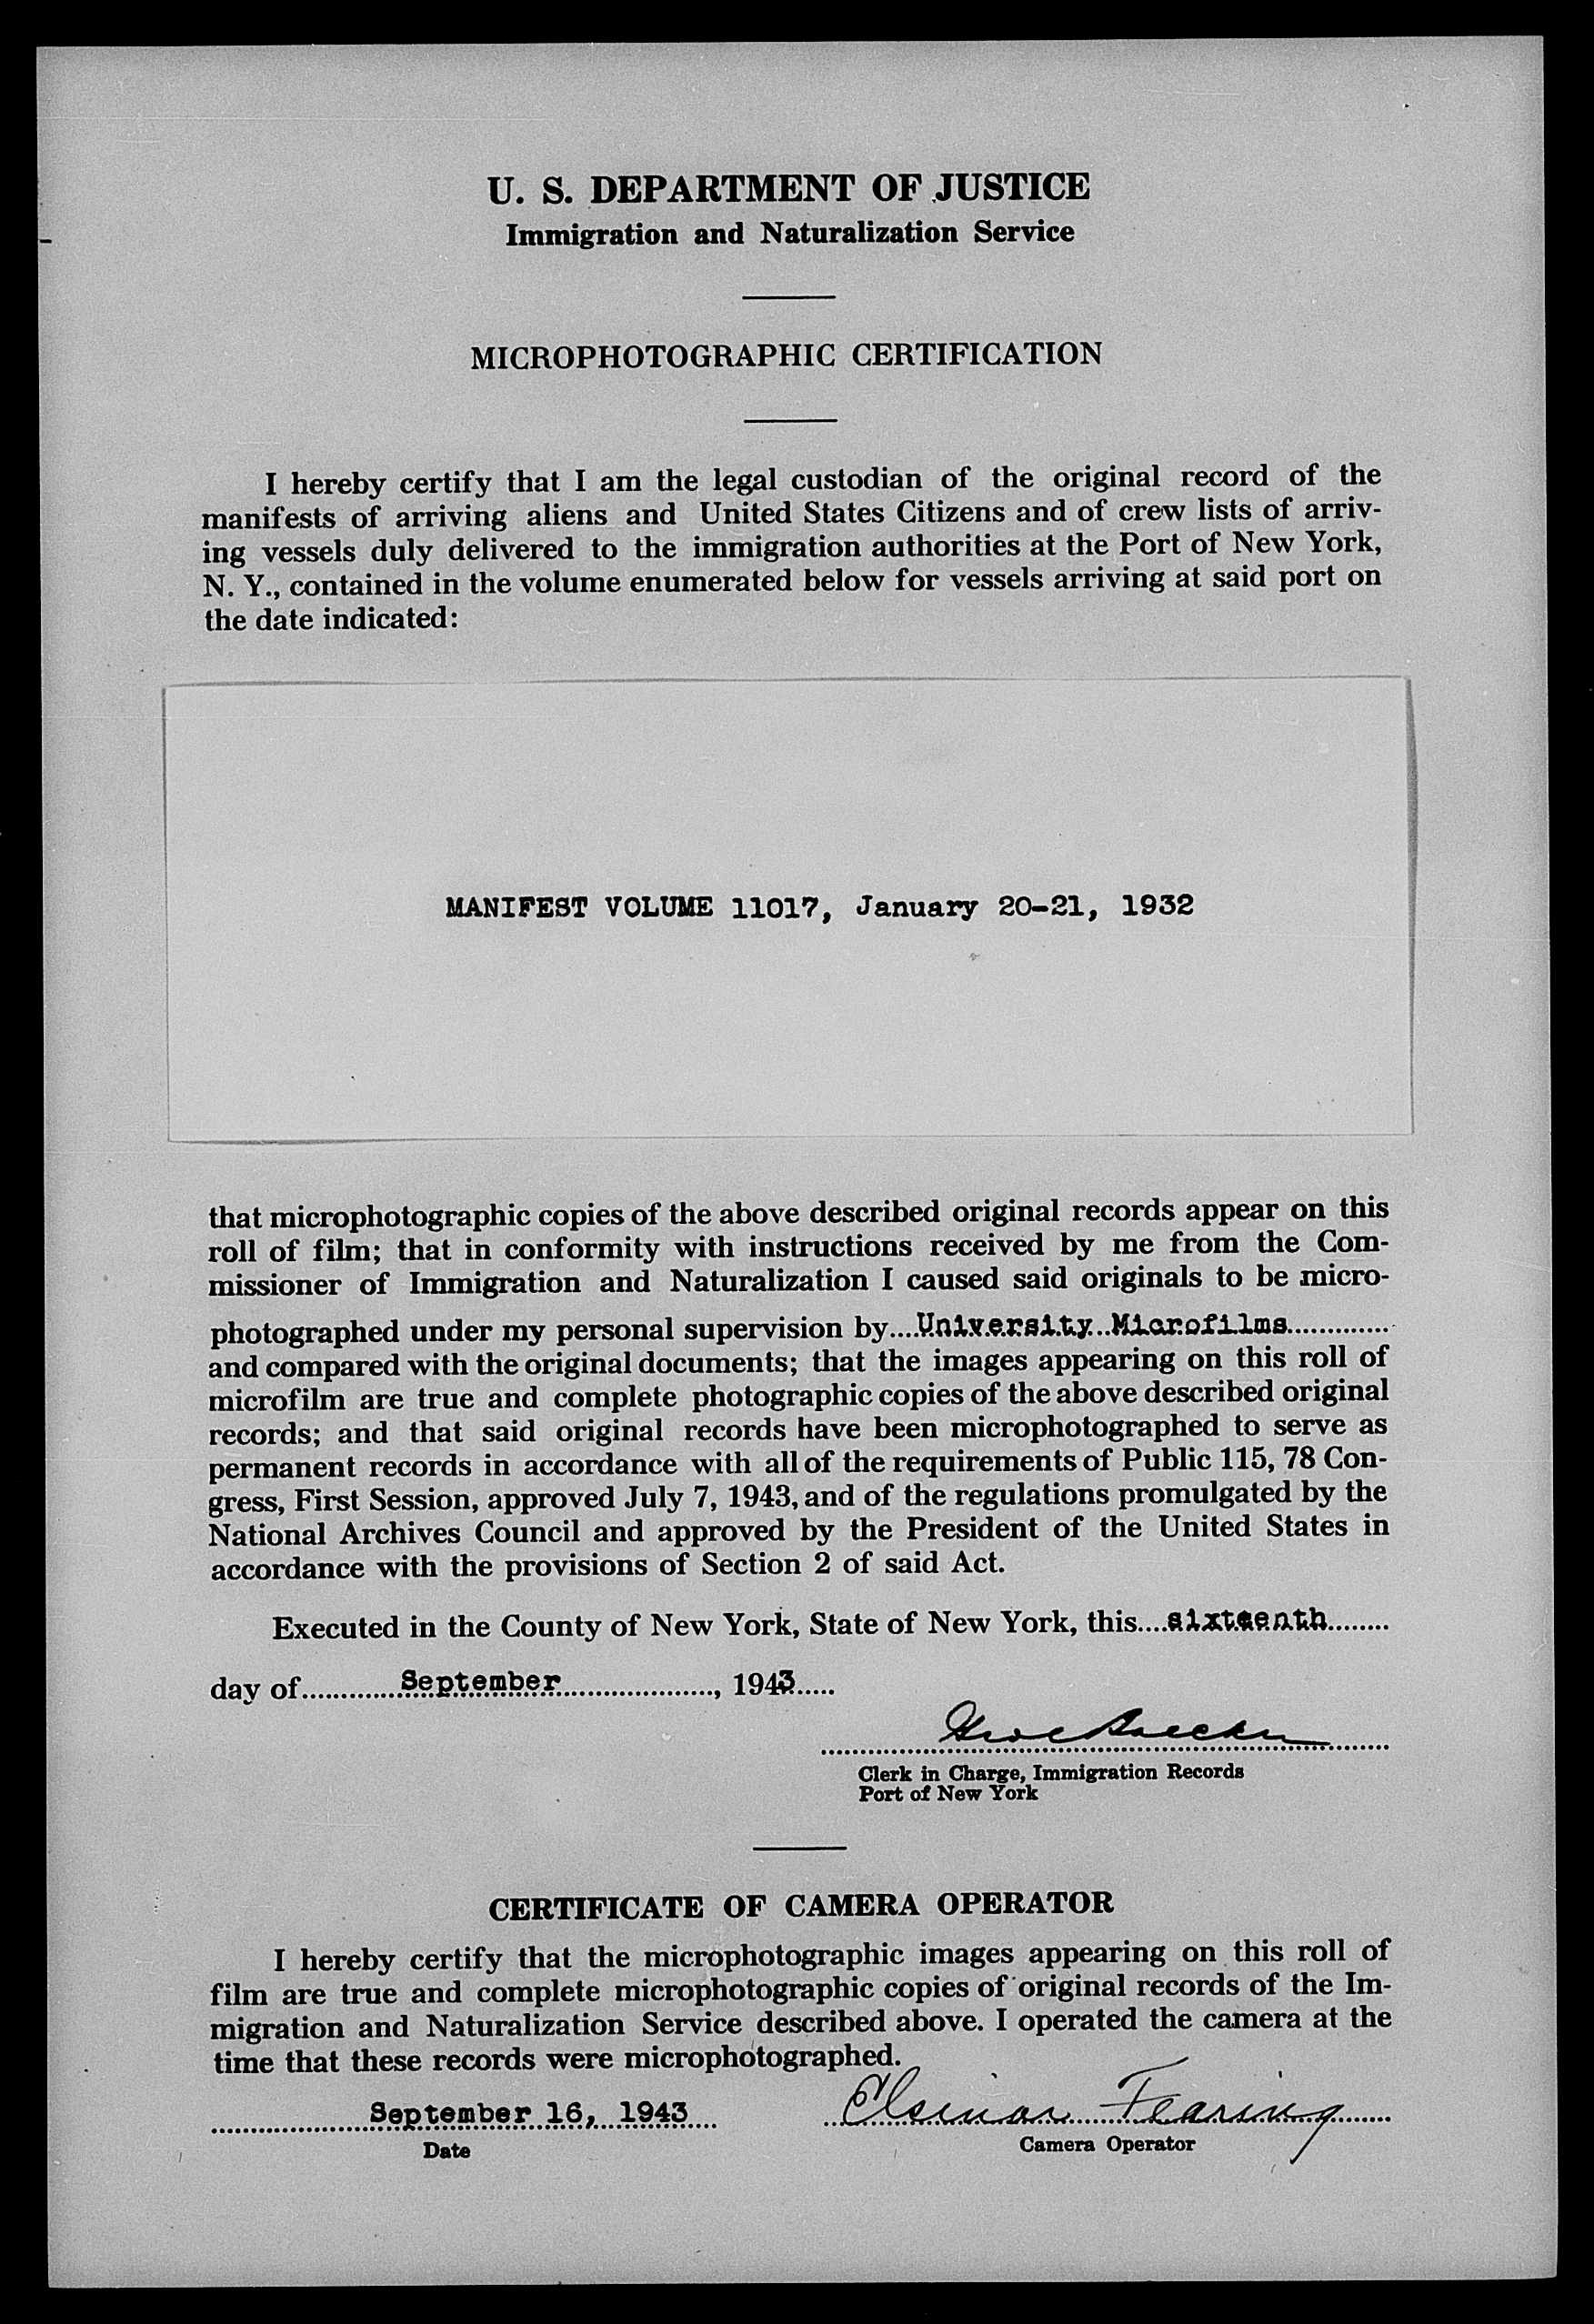 U. S. DEPARTMENT OF JUSTICE
Immigration and Naturalization Service
MICROPHOTOGRAPHIC CERTIFICATION
I hereby certify that I am the legal custodian of the original record of the
manifests of arriving aliens and United States Citizens and of crew lists of arriv-
ing vessels duly delivered to the immigration authorities at the Port of New York,
N. Y., contained in the volume enumerated below for vessels arriving at said port on
the date indicated:
MANIFEST VOLUME 11017, January 20-21, 1932
that microphotographic copies of the above described original records appear on this
roll of film; that in conformity with instructions received by me from the Com-
missioner of Immigration and Naturalization I caused said originals to be micro-
photographed under my personal supervision by....University Microfilms..............
and compared with the original documents; that the images appearing on this roll of
microfilm are true and complete photographic copies of the above described original
records; and that said original records have been microphotographed to serve as
permanent records in accordance with all of the requirements of Public 115, 78 Con-
gress, First Session, approved July 7, 1943, and of the regulations promulgated by the
National Archives Council and approved by the President of the United States in
accordance with the provisions of Section 2 of said Act.
Executed in the County of New York, State of New York, this....sixteenth........
day of.............September...................., 1943......
Clerk in Charge, Immigration Records
Port of New York
CERTIFICATE OF CAMERA OPERATOR
I hereby certify that the microphotographic images appearing on this roll of
film are true and complete microphotographic copies of original records of the Im-
migration and Naturalization Service described above. I operated the camera at the
time that these records were microphotographed.
September 16, 1943 Fearing
Date Camera Operator